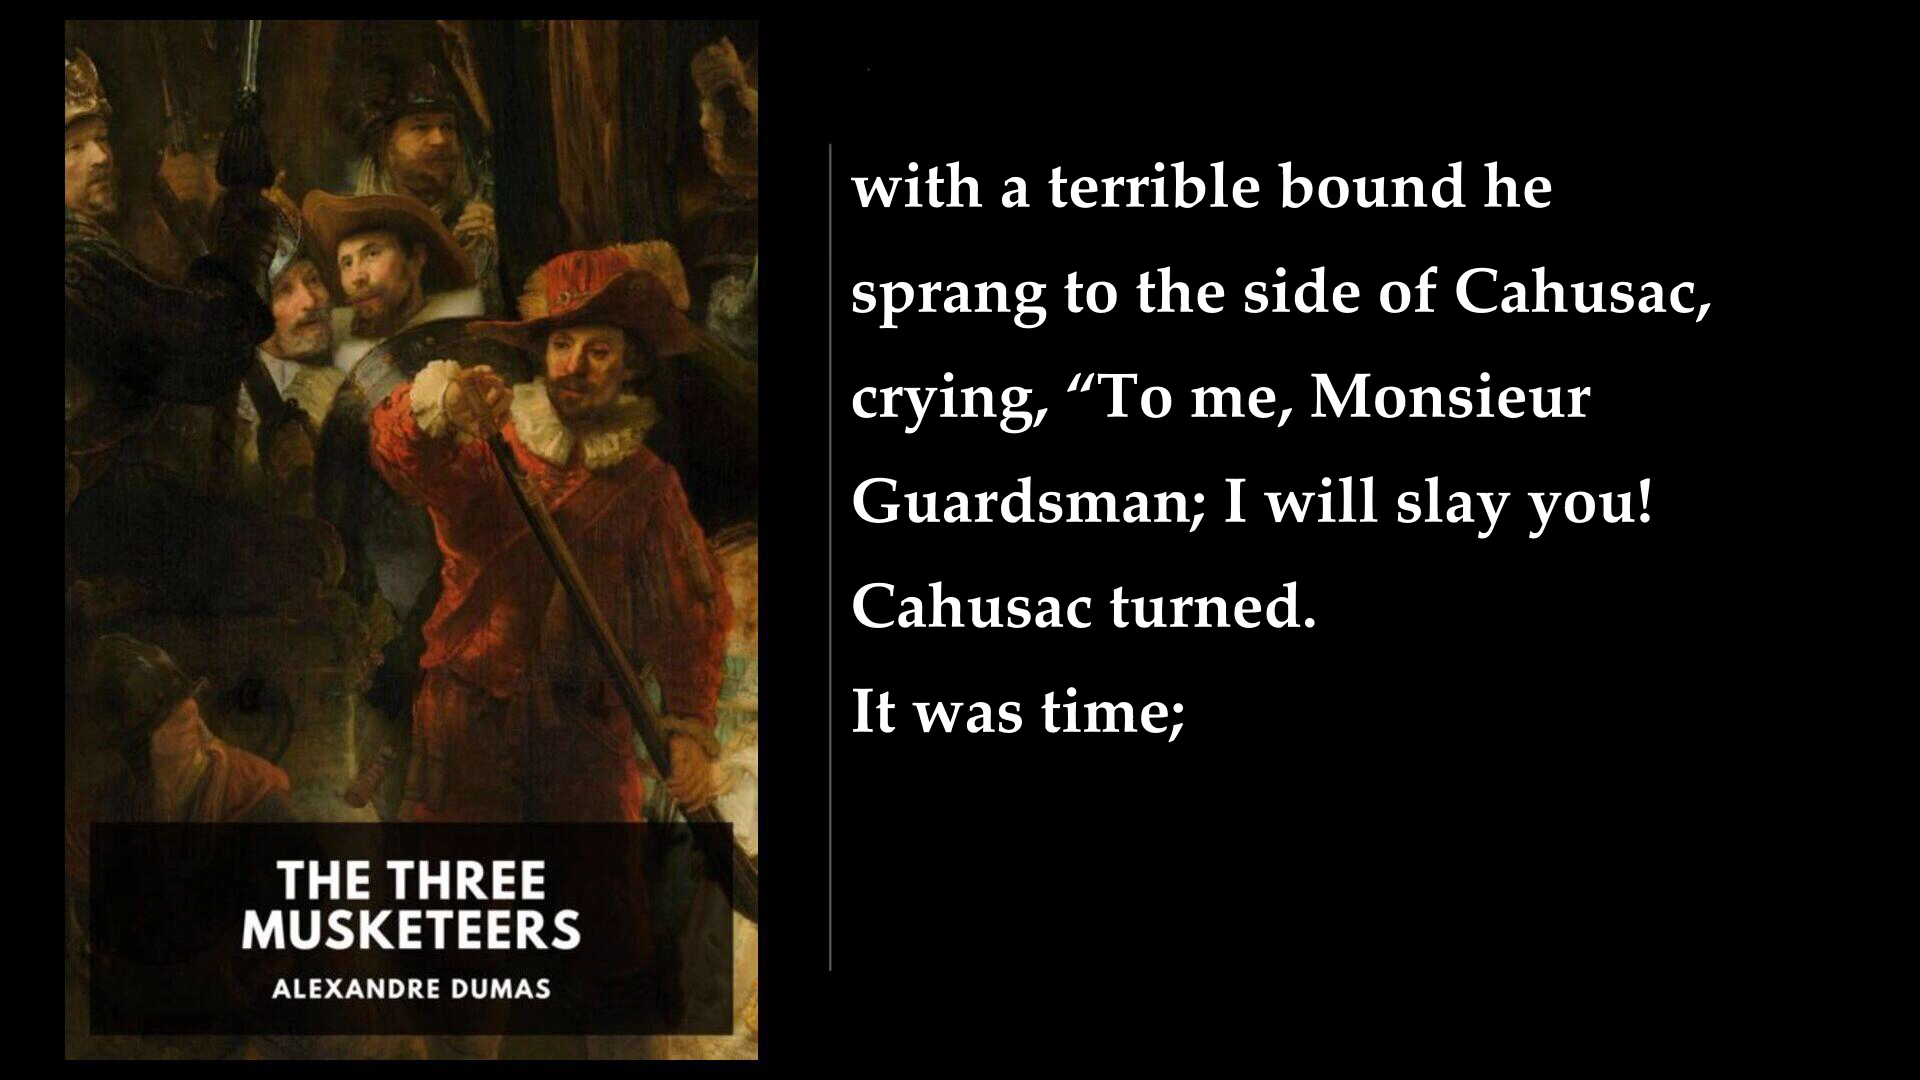 with a terrible bound he
sprang to the side of Cahusac,
crying, “To me, Monsieur
Guardsman; I will slay you!
Cahusac turned.
It was time;
THE THREE
MUSKETEERS
ALEXANDRE DUMAS